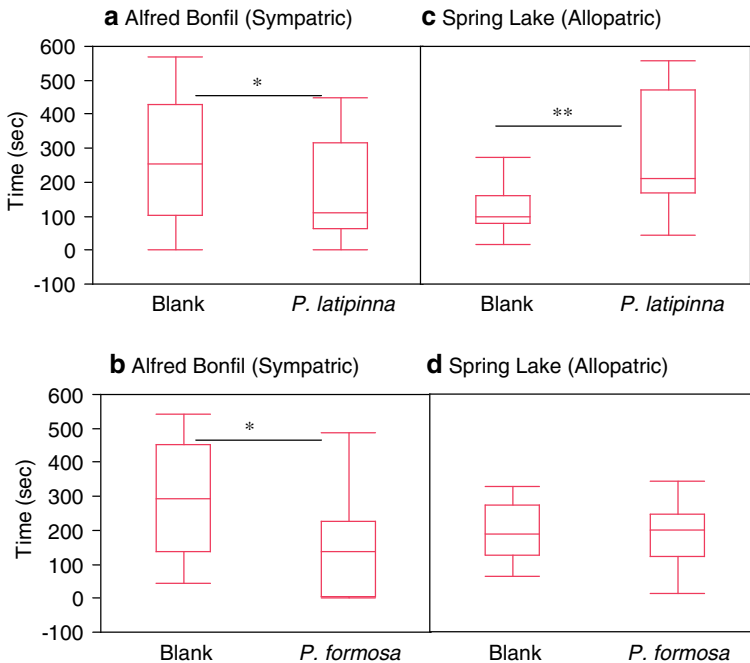 a Alfred Bonfil (Sympatric)
c Spring Lake (Allopatric)
600
500
400
300
200
100
0
-100
Time (sec)
*
**
Blank
P. latipinna
Blank
P. latipinna
b Alfred Bonfil (Sympatric)
d Spring Lake (Allopatric)
600
500
400
300
200
100
0
-100
Time (sec)
*
Blank
P. formosa
Blank
P. formosa